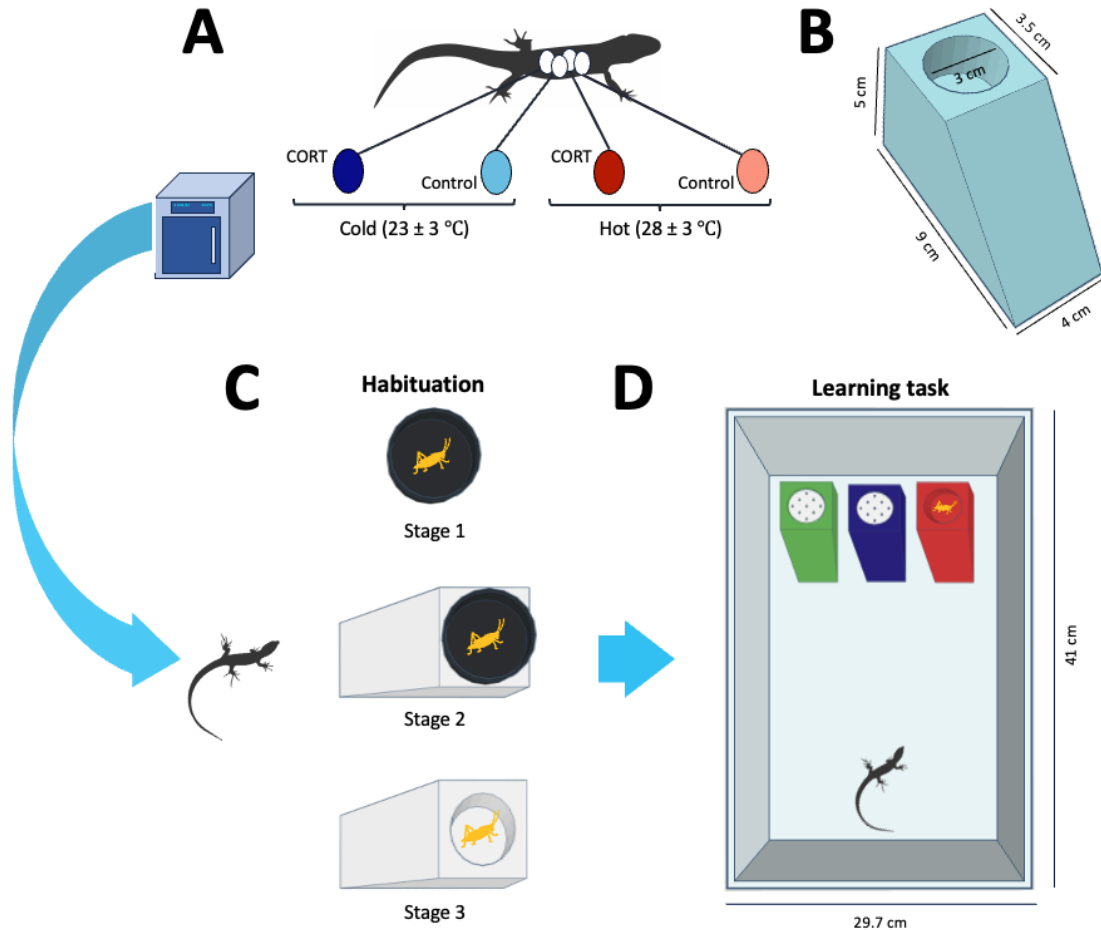 A
CORT
Control
CORT
Control
Cold (23 ± 3 ℃)
Hot (28 ± 3 ℃)
B
3.5 cm
3 cm
5 cm
9 cm
4 cm
C
Habituation
Stage 1
Stage 2
Stage 3
D
Learning task
41 cm
29.7 cm